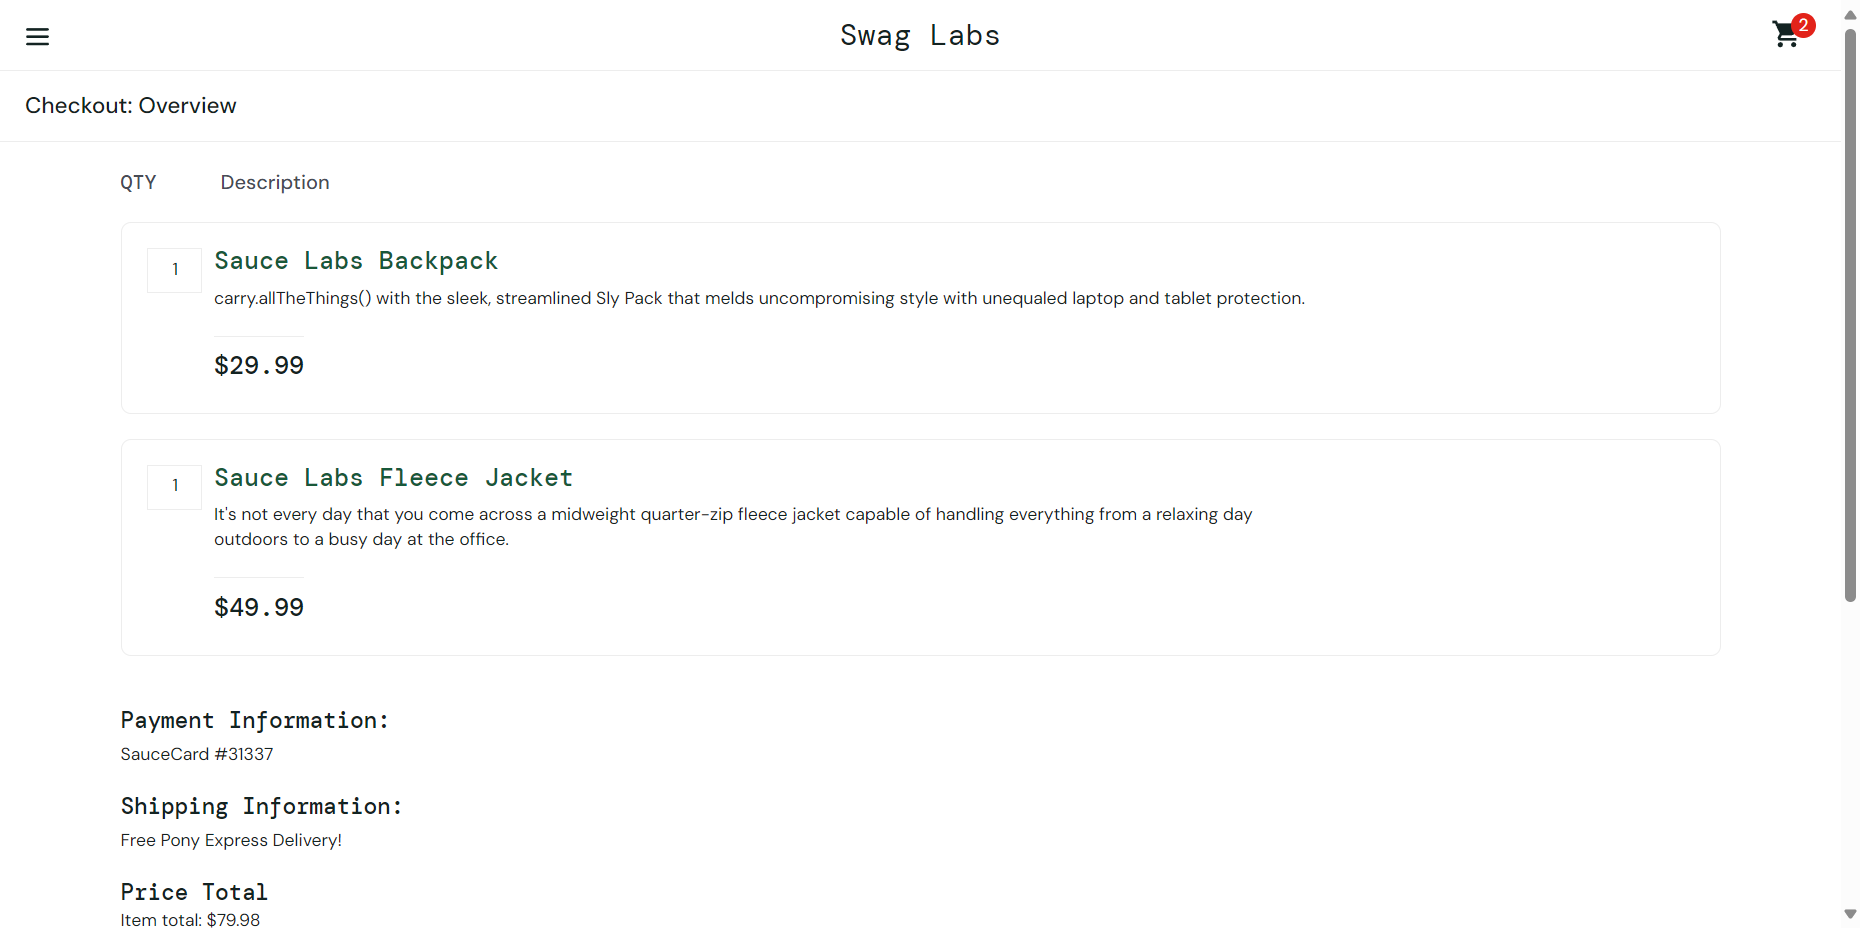 Swag Labs
2
Checkout: Overview
QTY Description
1
Sauce Labs Backpack
carry.allTheThings() with the sleek, streamlined Sly Pack that melds uncompromising style with unequaled laptop and tablet protection.
$29.99
1
Sauce Labs Fleece Jacket
It's not every day that you come across a midweight quarter-zip fleece jacket capable of handling everything from a relaxing day
outdoors to a busy day at the office.
$49.99
Payment Information:
SauceCard #31337
Shipping Information:
Free Pony Express Delivery!
Price Total
Item total: $79.98